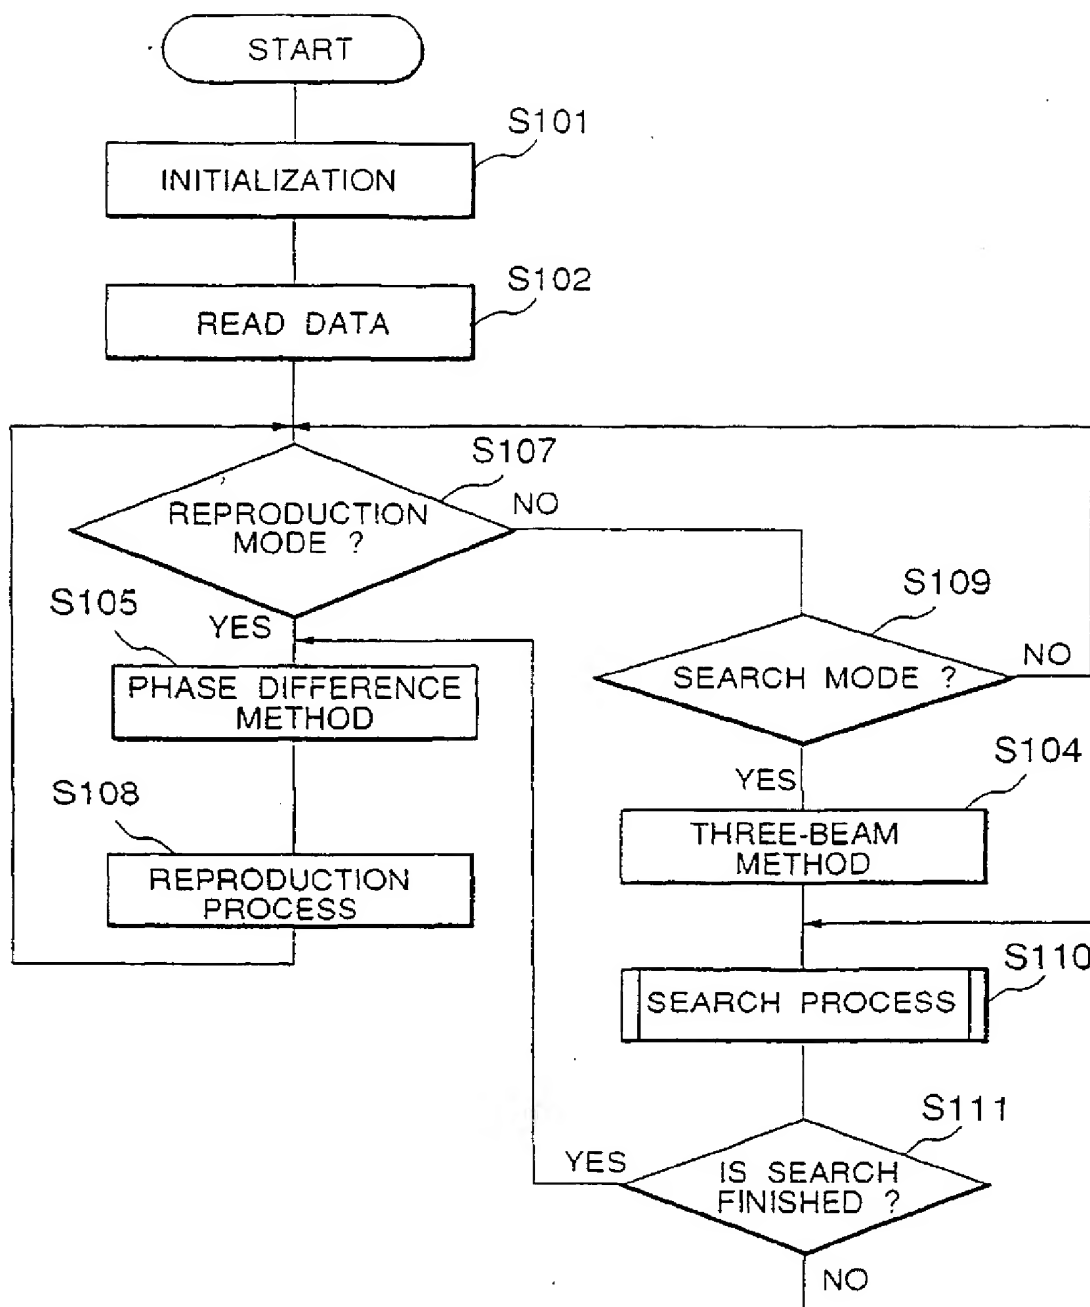 START
S101
INITIALIZATION
S102
READ DATA
S107
REPRODUCTION
MODE ?
NO
S109
SEARCH MODE ?
NO
S105
YES
PHASE DIFFERENCE
METHOD
YES
S104
THREE-BEAM
METHOD
S108
REPRODUCTION
PROCESS
S110
SEARCH PROCESS
S111
YES
IS SEARCH
FINISHED ?
NO